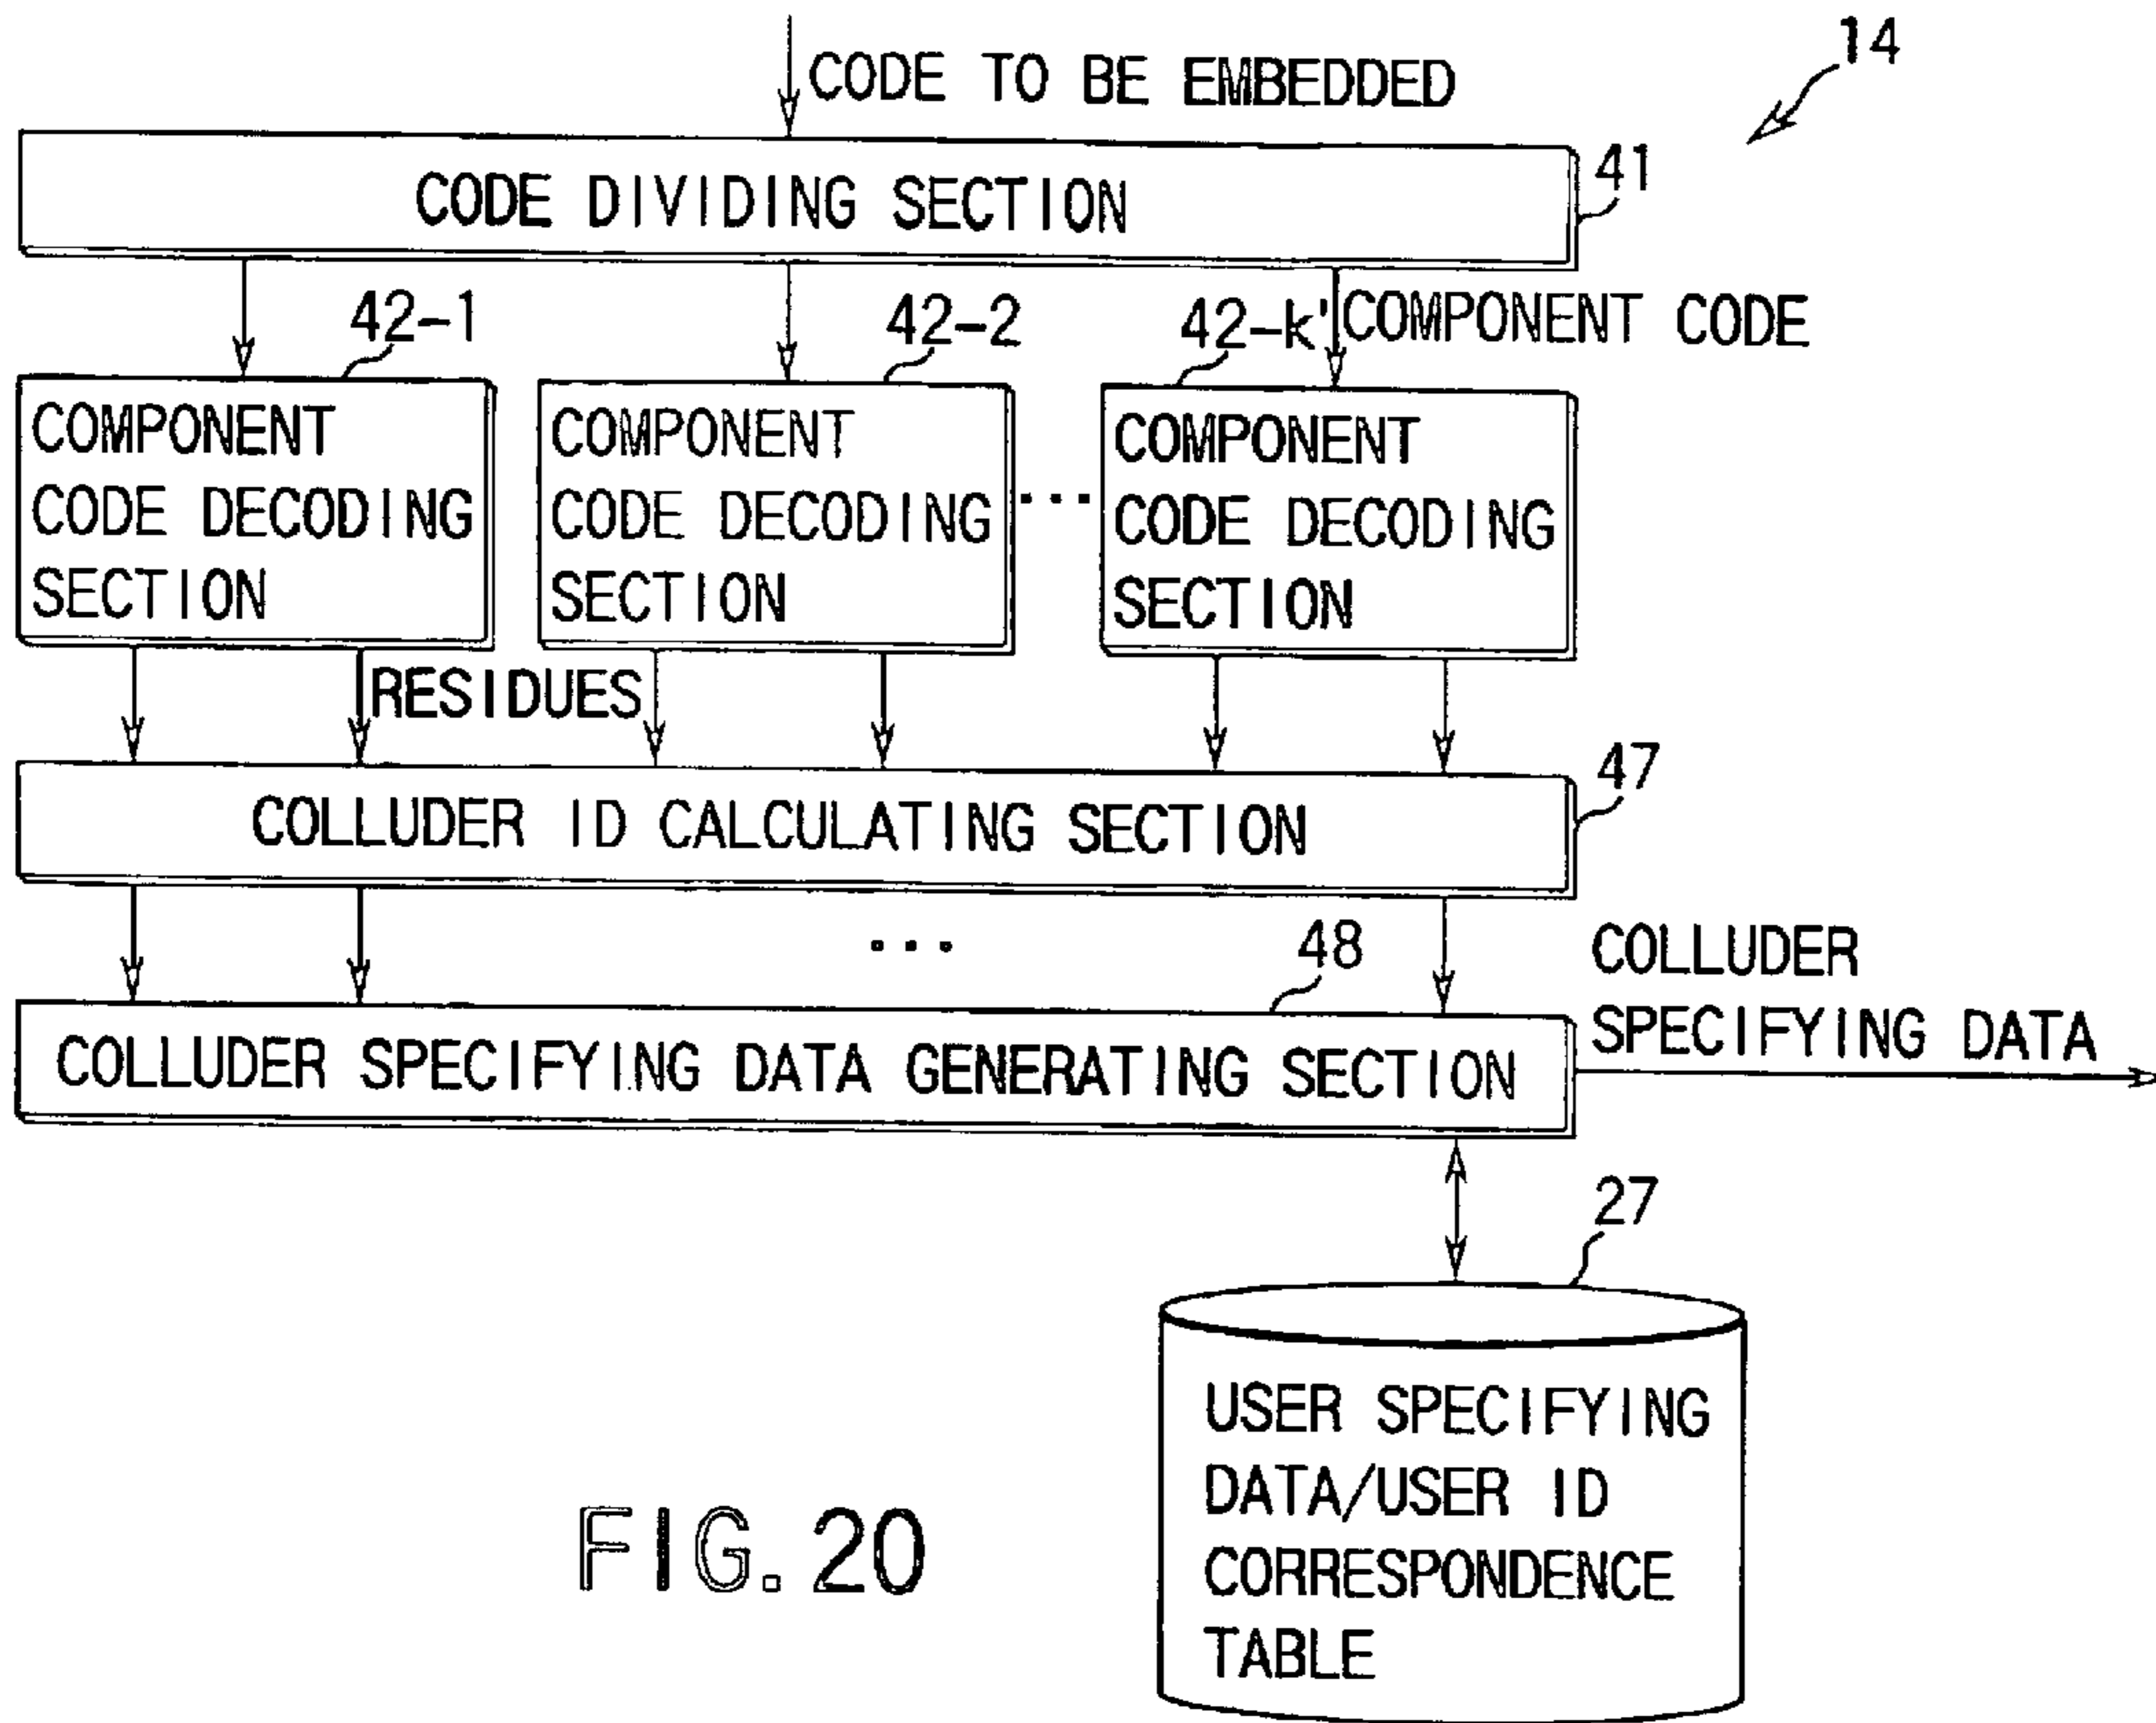 14
CODE TO BE EMBEDDED
CODE DIVIDING SECTION
41
42-1
42-2
42-k'
COMPONENT CODE
COMPONENT
CODE DECODING
SECTION
COMPONENT
CODE DECODING
SECTION
...
COMPONENT
CODE DECODING
SECTION
RESIDUES
47
COLLUDER ID CALCULATING SECTION
...
48
COLLUDER
SPECIFYING DATA
COLLUDER SPECIFYING DATA GENERATING SECTION
27
USER SPECIFYING
DATA/USER ID
CORRESPONDENCE
TABLE
FIG. 20